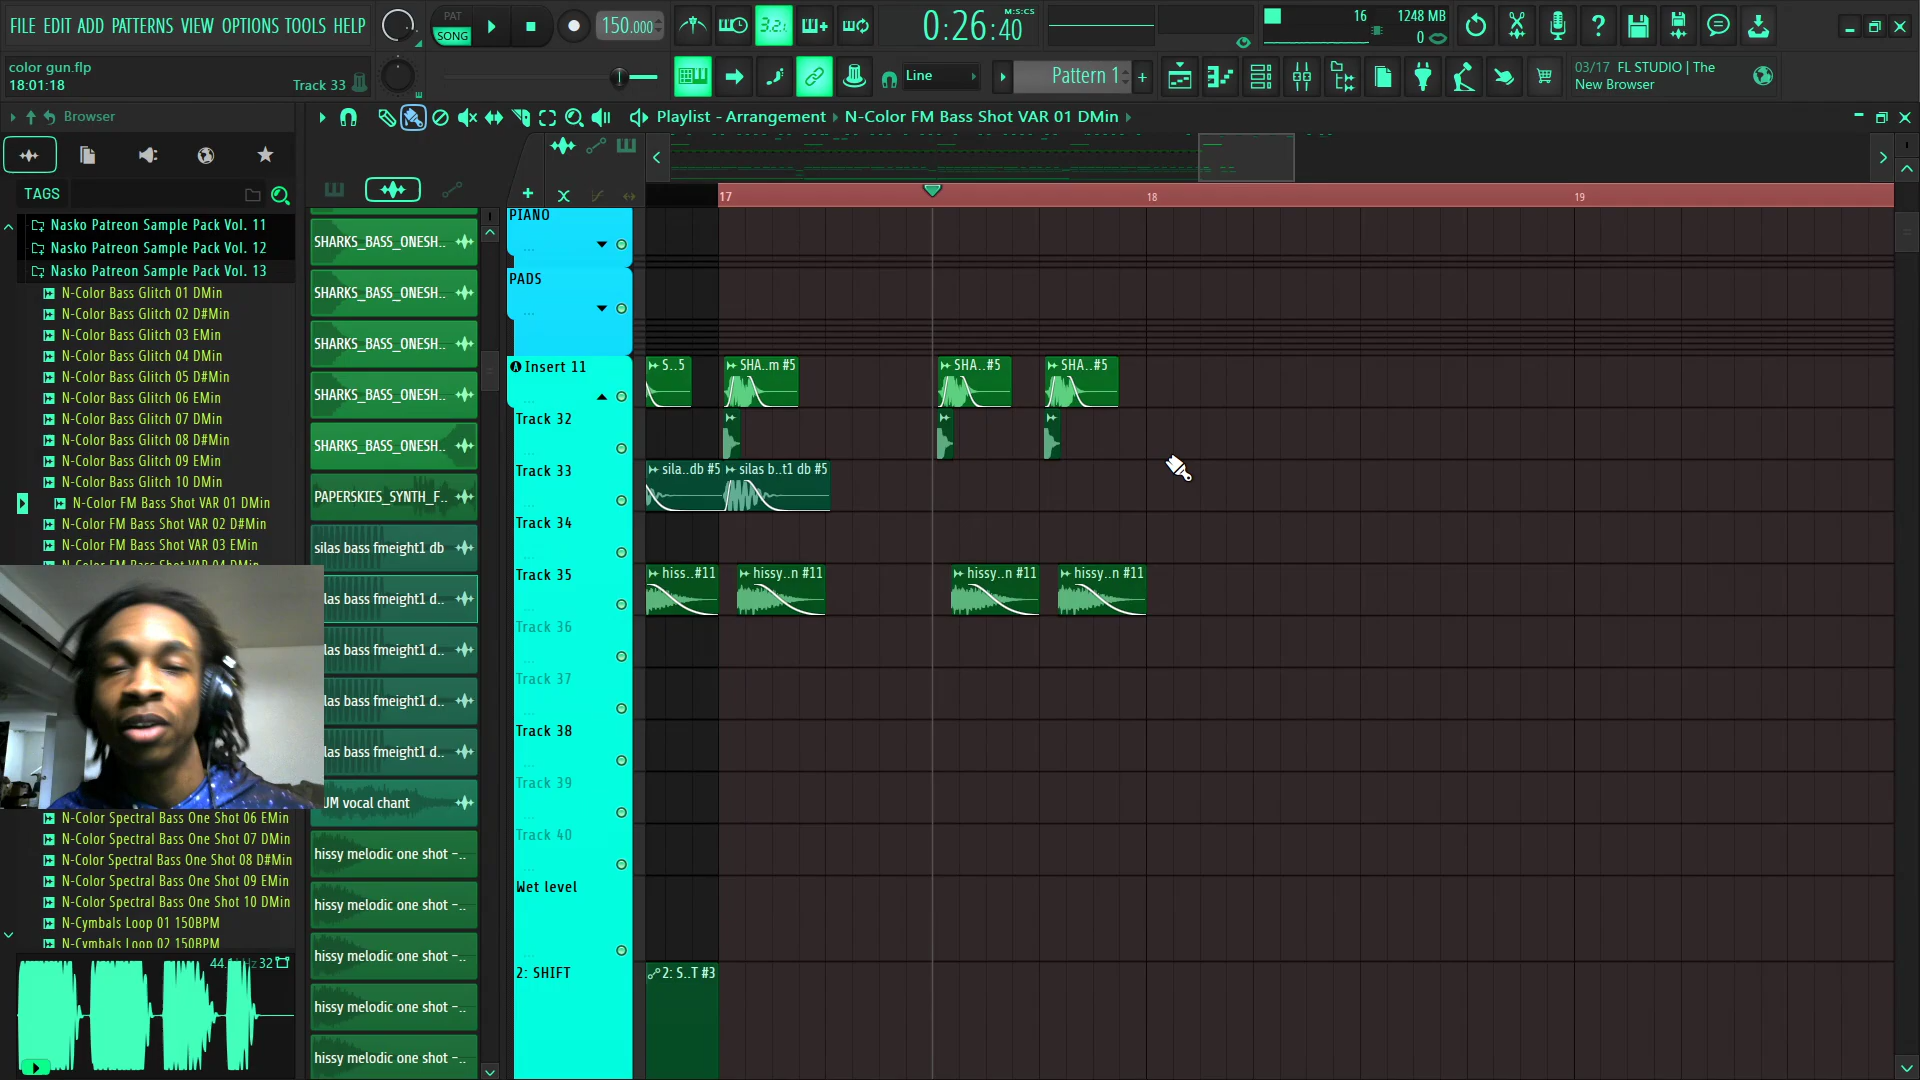 FILE EDIT ADD PATTERNS VIEW OPTIONS TOOLS HELP
PAT
SONG
150.000
3.2.
0:26:40
M:S:CS
16
1248 MB
0
color gun.flp
18:01:18
Track 33
Line
Pattern 1
03/17 FL STUDIO | The
New Browser
Browser
Playlist - Arrangement
N-Color FM Bass Shot VAR 01 DMin
TAGS
Nasko Patreon Sample Pack Vol. 11
Nasko Patreon Sample Pack Vol. 12
Nasko Patreon Sample Pack Vol. 13
N-Color Bass Glitch 01 DMin
N-Color Bass Glitch 02 D#Min
N-Color Bass Glitch 03 EMin
N-Color Bass Glitch 04 DMin
N-Color Bass Glitch 05 D#Min
N-Color Bass Glitch 06 EMin
N-Color Bass Glitch 07 DMin
N-Color Bass Glitch 08 D#Min
N-Color Bass Glitch 09 EMin
N-Color Bass Glitch 10 DMin
N-Color FM Bass Shot VAR 01 DMin
N-Color FM Bass Shot VAR 02 D#Min
N-Color FM Bass Shot VAR 03 EMin
N-Color FM Bass Shot VAR 04 DMin
N-Color Spectral Bass One Shot 06 EMin
N-Color Spectral Bass One Shot 07 DMin
N-Color Spectral Bass One Shot 08 D#Min
N-Color Spectral Bass One Shot 09 EMin
N-Color Spectral Bass One Shot 10 DMin
N-Cymbals Loop 01 150BPM
N-Cymbals Loop 02 150BPM
32
SHARKS_BASS_ONESH..
SHARKS_BASS_ONESH..
SHARKS_BASS_ONESH..
SHARKS_BASS_ONESH..
SHARKS_BASS_ONESH..
PAPERSKIES_SYNTH_F..
silas bass fmeight1 db
las bass fmeight1 d..
las bass fmeight1 d..
las bass fmeight1 d..
las bass fmeight1 d..
UM vocal chant
hissy melodic one shot -..
hissy melodic one shot -..
hissy melodic one shot -..
hissy melodic one shot -..
hissy melodic one shot -..
17
18
19
PIANO
PADS
Insert 11
Track 32
Track 33
Track 34
Track 35
Track 36
Track 37
Track 38
Track 39
Track 40
Wet level
2: SHIFT
S..5
SHA..m #5
SHA..#5
SHA..#5
sila..db #5
silas b..t1 db #5
hiss..#11
hissy..n #11
hissy..n #11
hissy..n #11
2: S..T #3